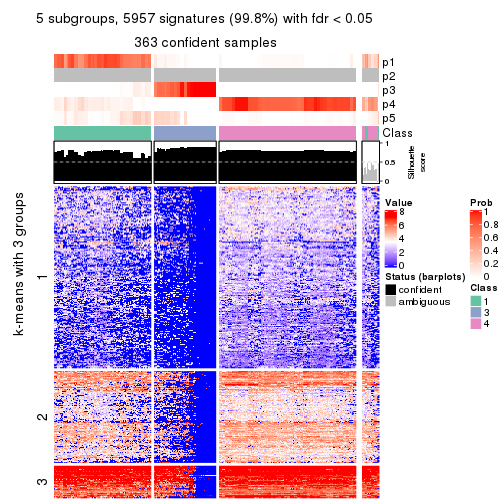 5 subgroups, 5957 signatures (99.8%) with fdr < 0.05
363 confident samples
p1
p2
p3
p4
p5
Class
1
0.5
0
Silhouette
score
k-means with 3 groups
1
2
3
Value
8
6
4
2
0
Status (barplots)
confident
ambiguous
Prob
1
0.8
0.6
0.4
0.2
0
Class
1
3
4